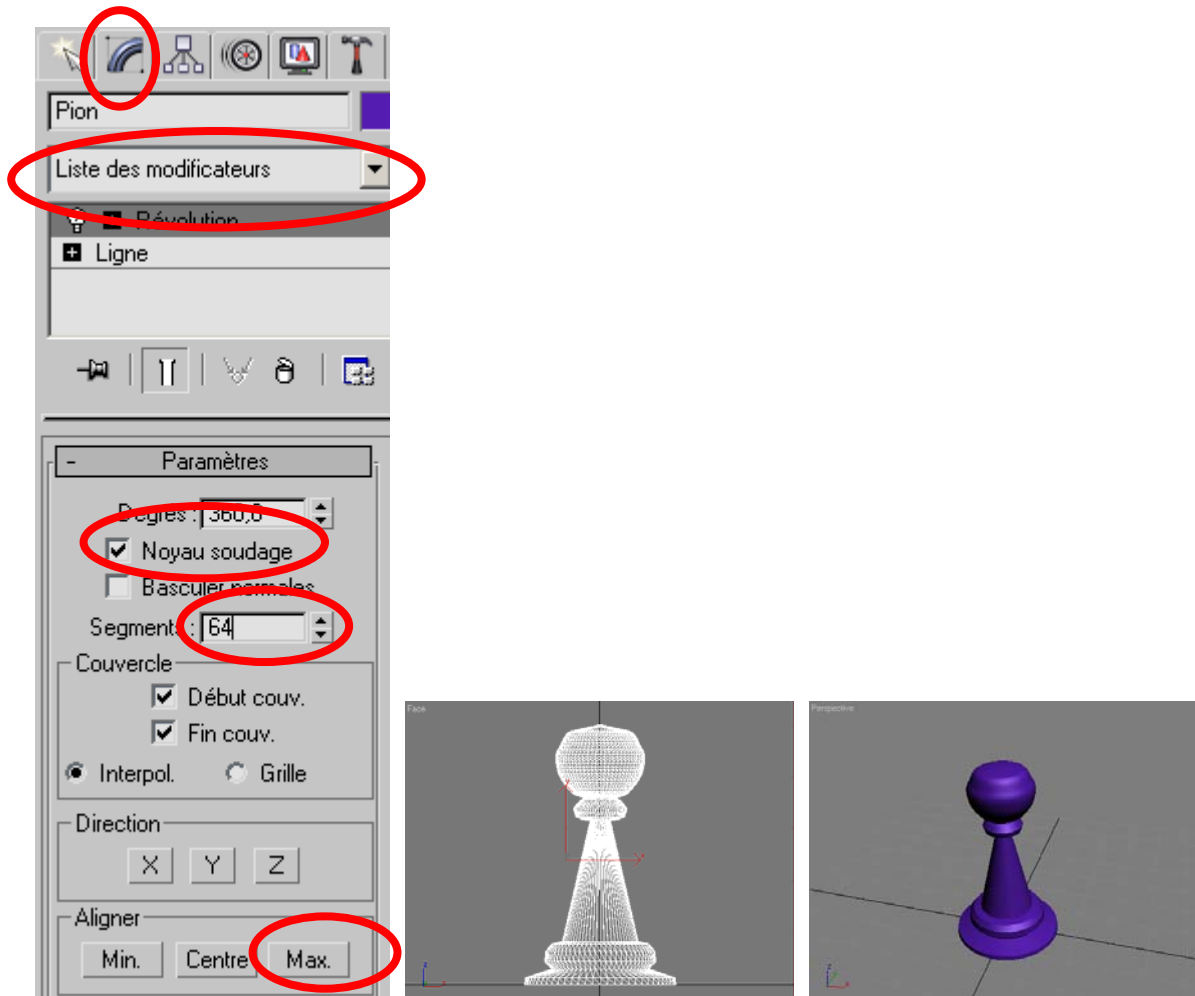 Pion
Liste des modificateurs
Révolution
Ligne
- Paramètres
Degrés : 360,0
Noyau soudage
Basculer normales
Segments : 64
Couvercle
Début couv.
Fin couv.
Interpol. Grille
Direction
X Y Z
Aligner
Min. Centre Max.
Face
Perspective